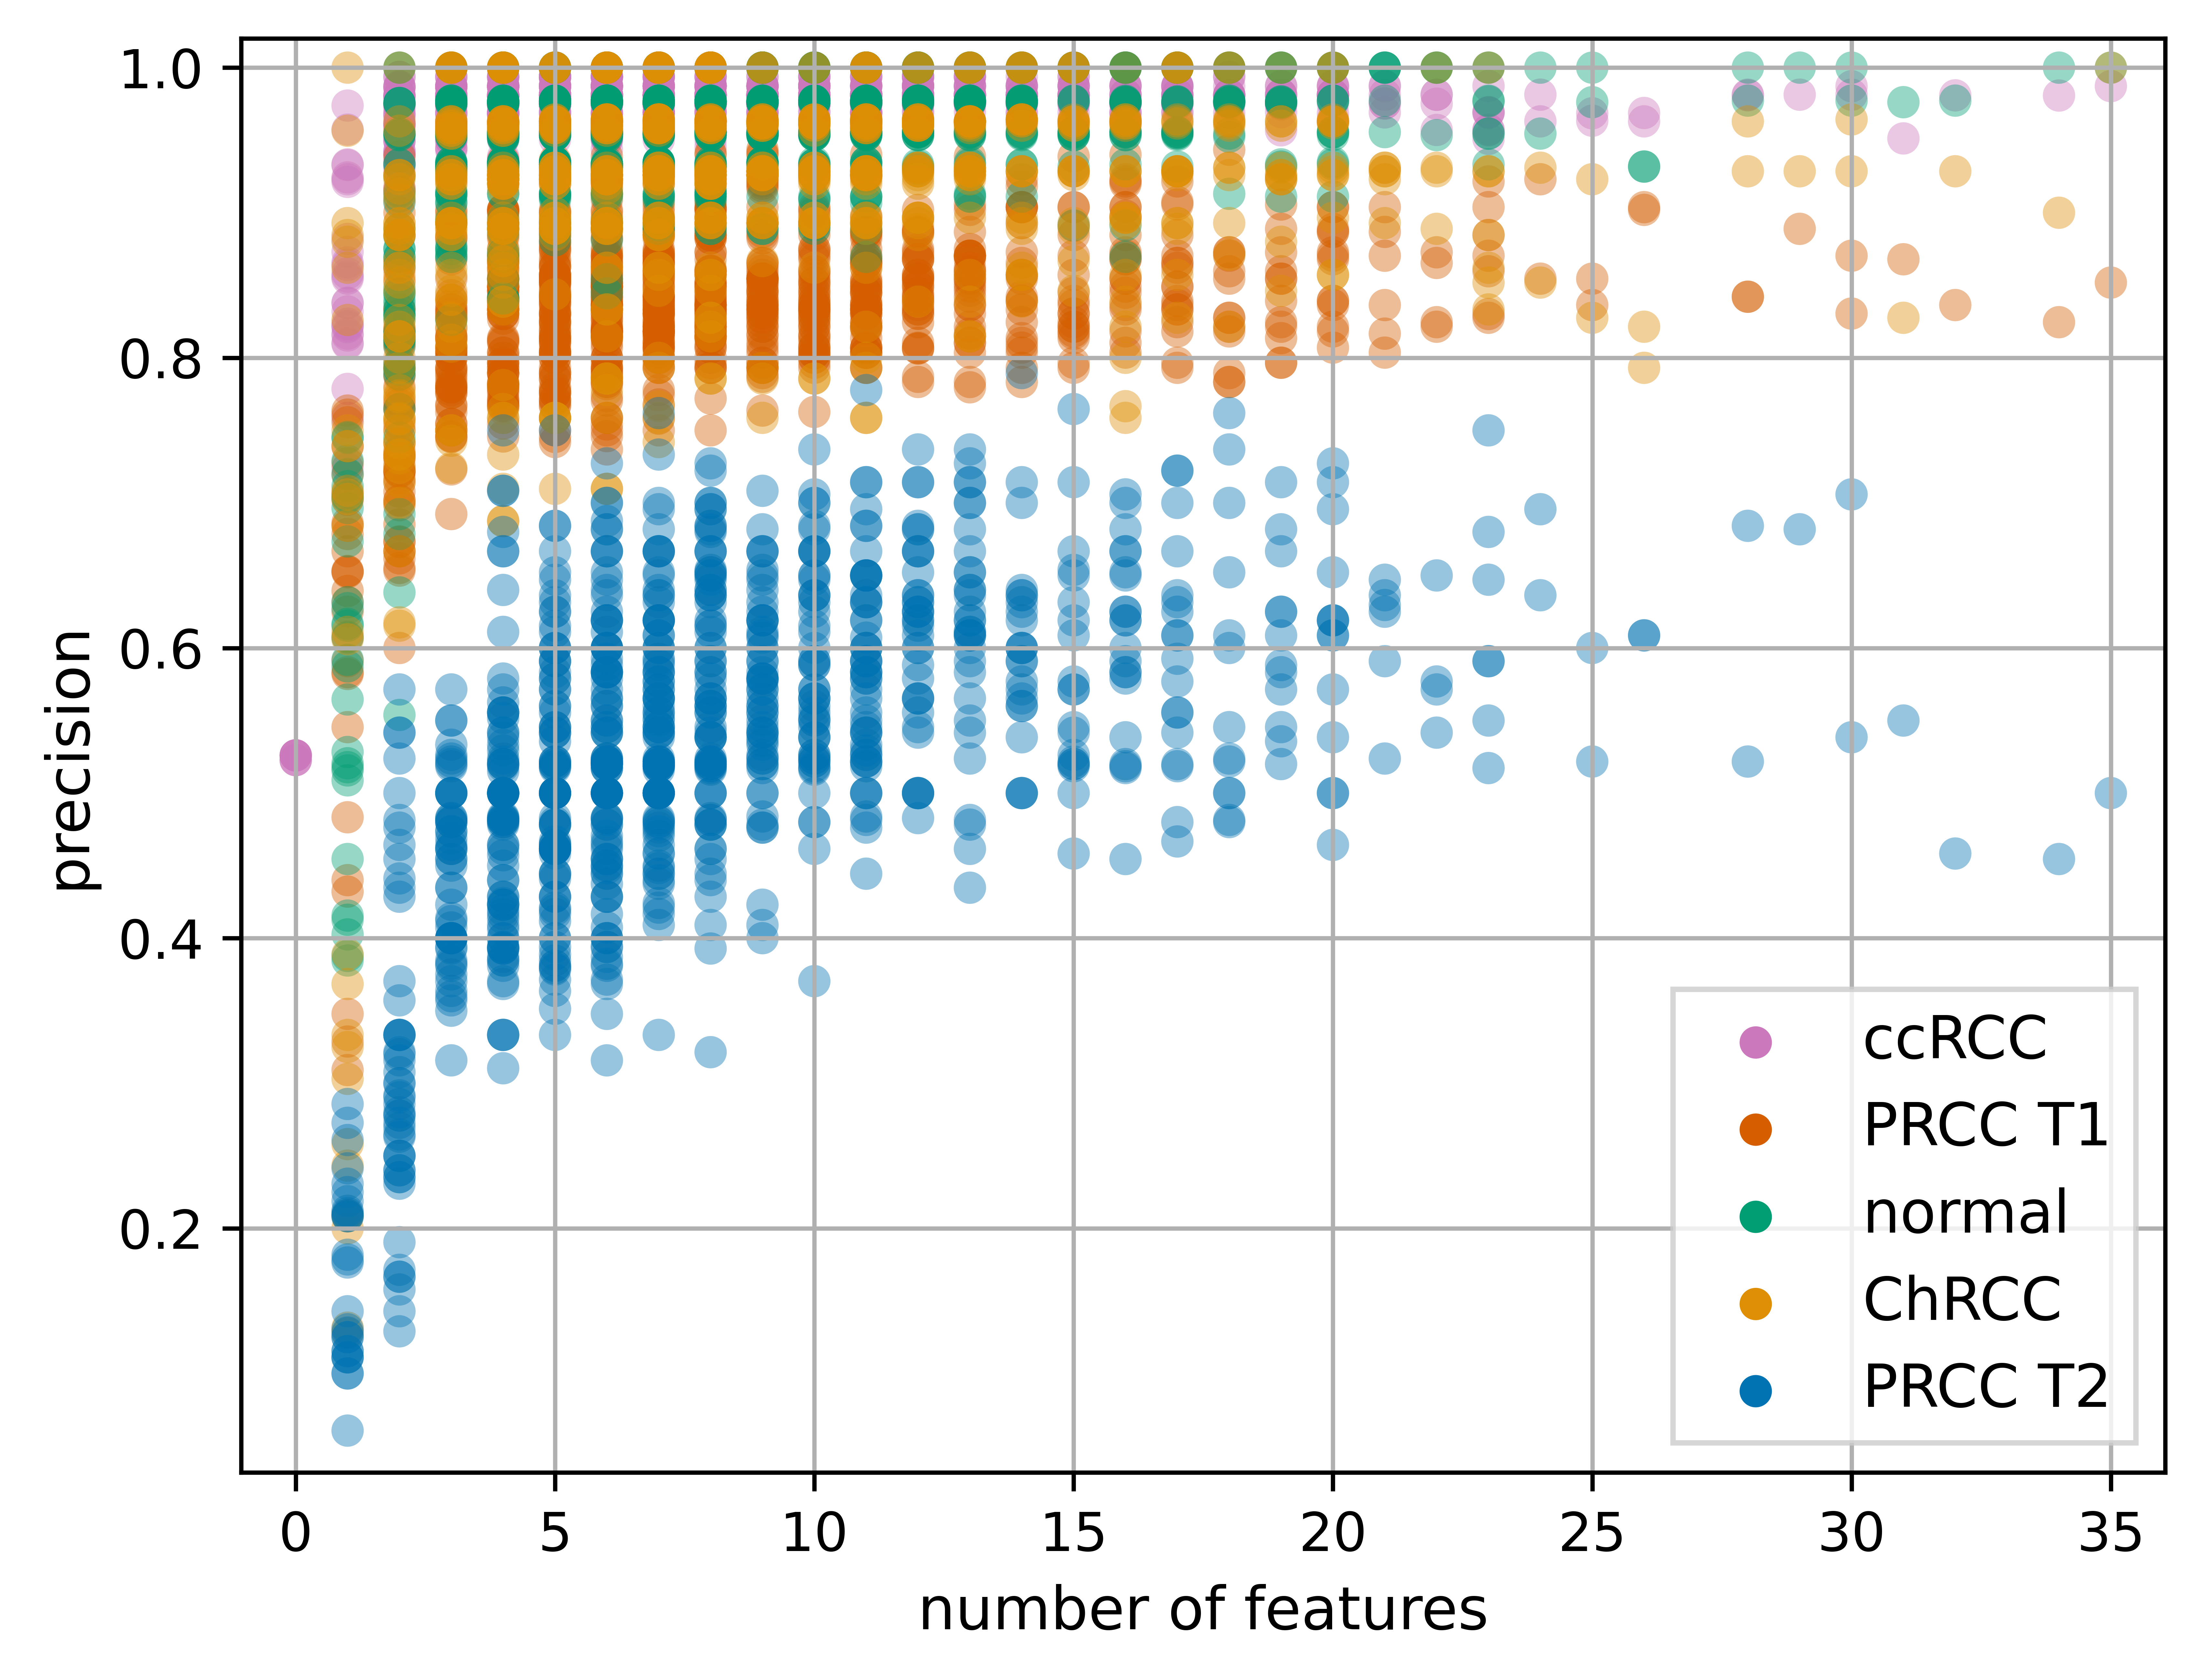 1.0
0.8
0.6
0.4
0.2
precision
0
5
10
15
20
25
30
35
number of features
ccRCC
PRCC T1
normal
ChRCC
PRCC T2